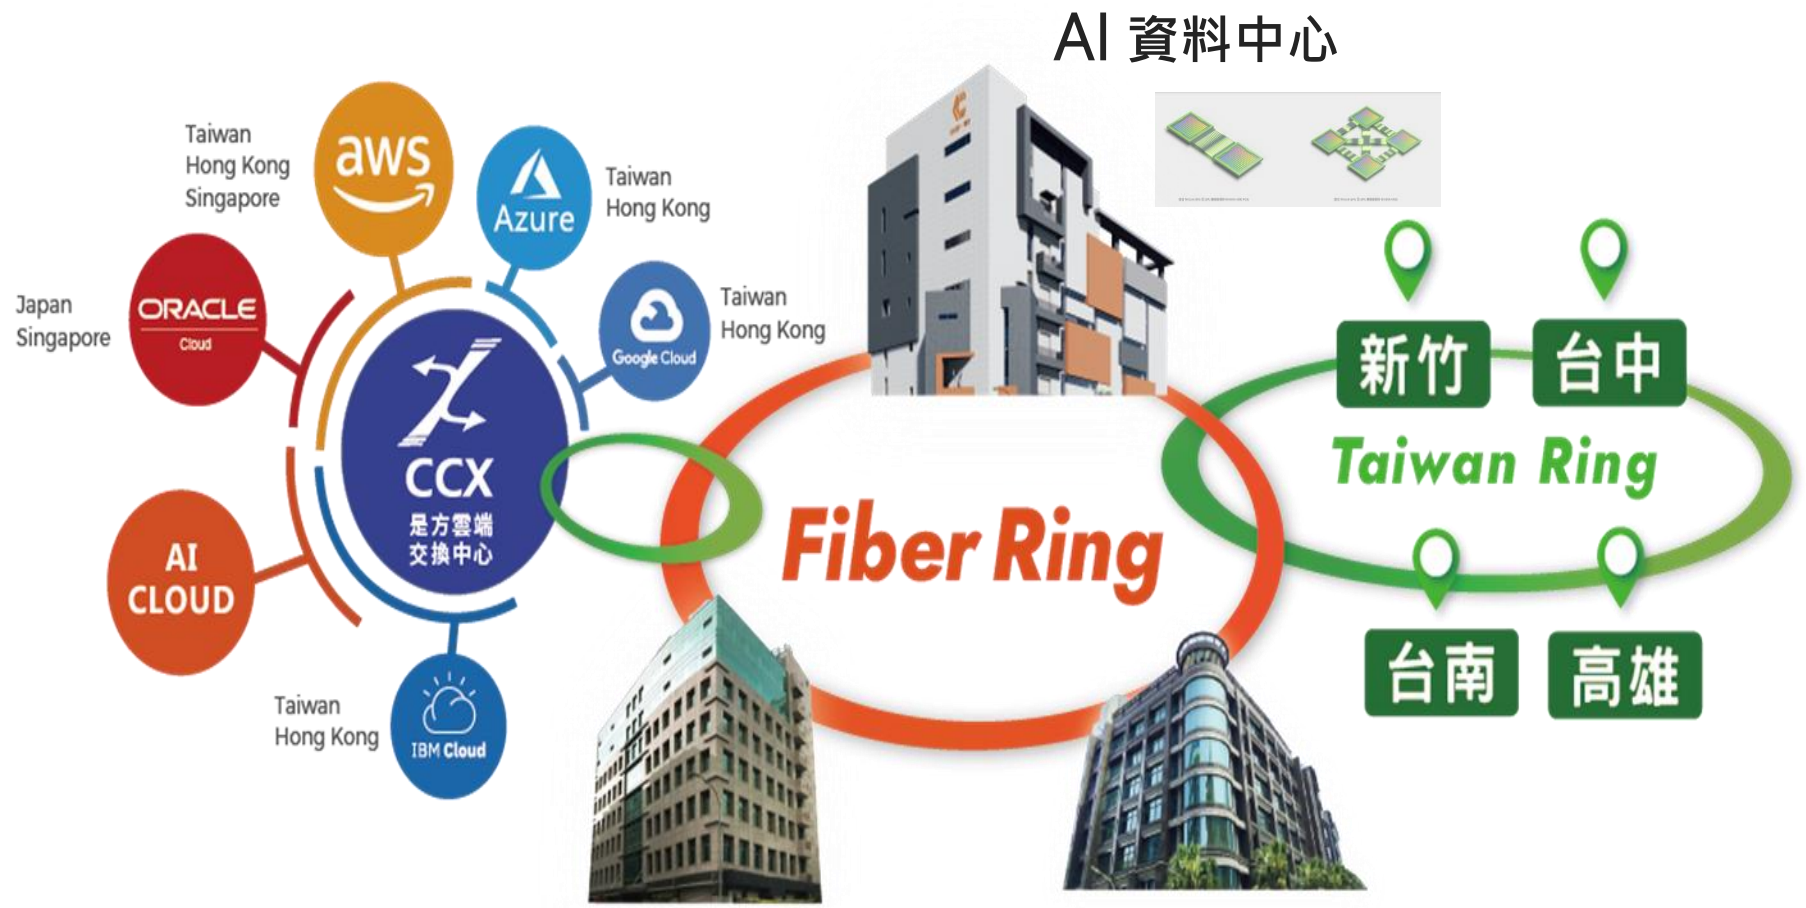 AI 資料中心
Taiwan
Hong Kong
Singapore
aws
Azure
Taiwan
Hong Kong
Japan
Singapore
ORACLE
Cloud
Google Cloud
Taiwan
Hong Kong
CCX
是方雲端
交換中心
AI
CLOUD
Taiwan
Hong Kong
IBM Cloud
Fiber Ring
新竹
台中
Taiwan Ring
台南
高雄